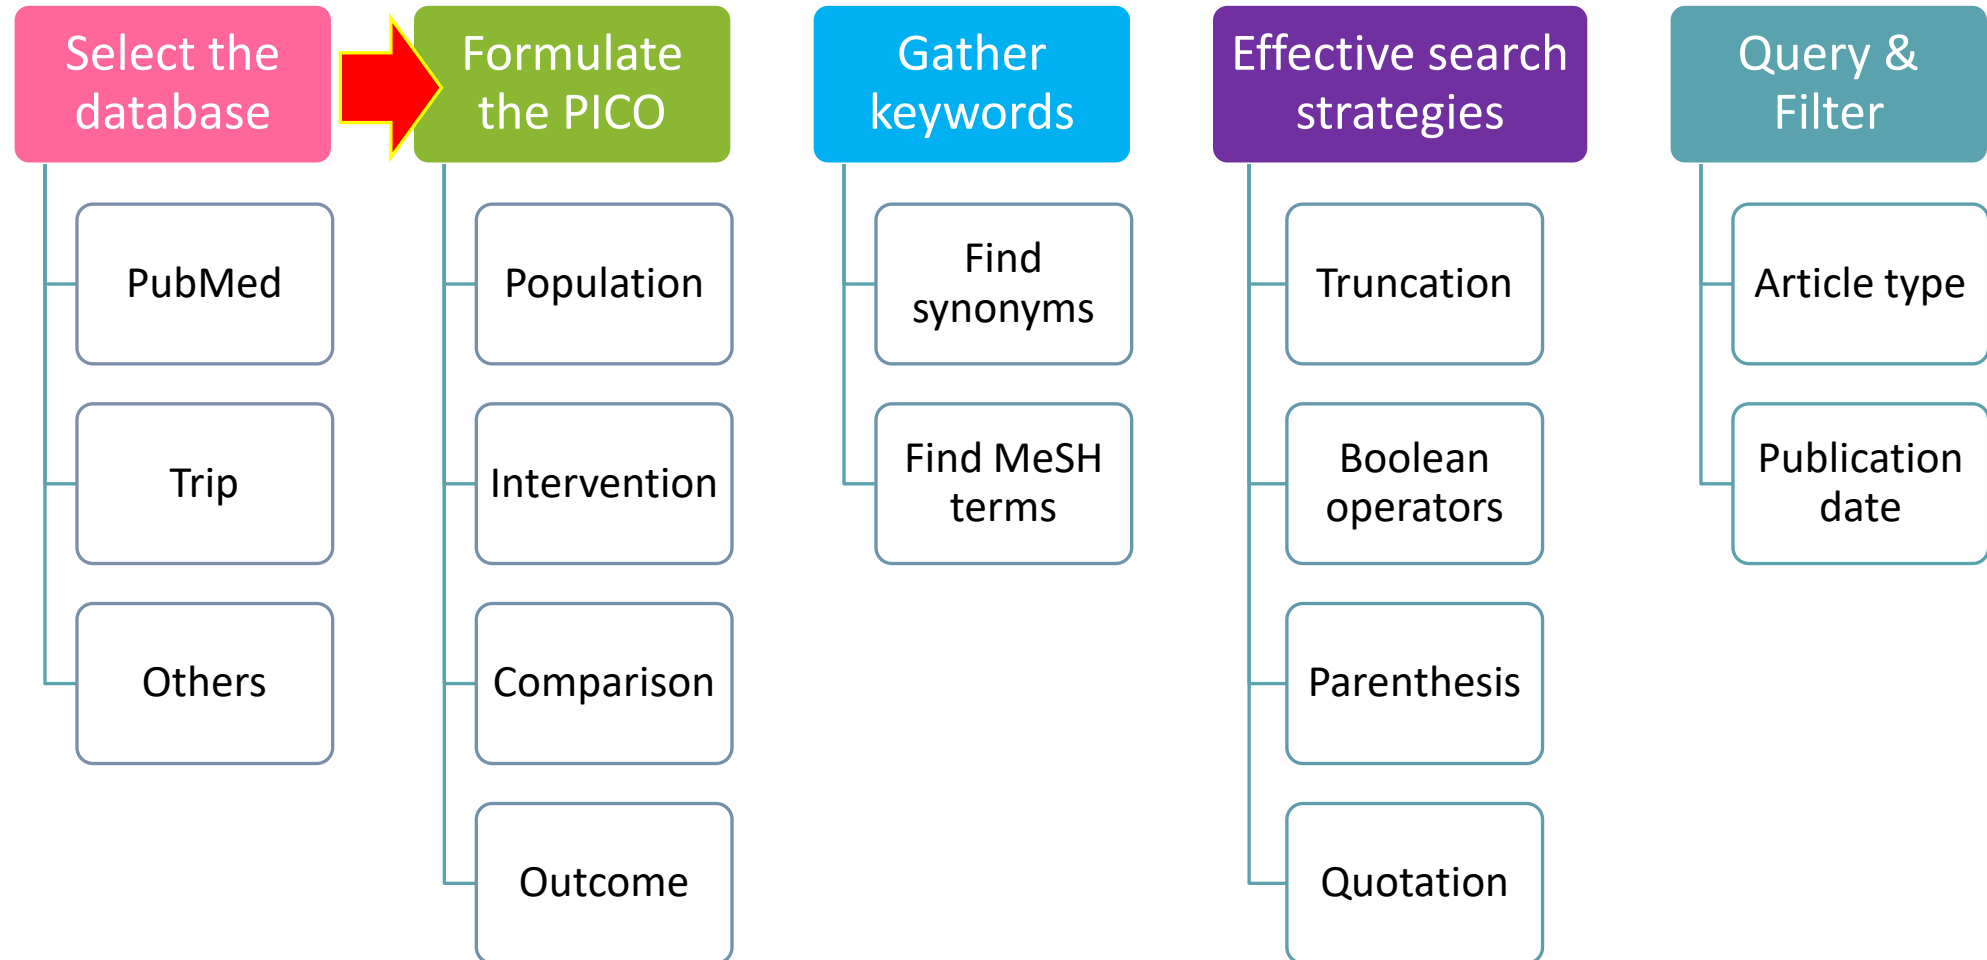 Select the
database
PubMed
Trip
Others
Formulate
the PICO
Population
Intervention
Comparison
Outcome
Gather
keywords
Find
synonyms
Find MeSH
terms
Effective search
strategies
Truncation
Boolean
operators
Parenthesis
Quotation
Query &
Filter
Article type
Publication
date